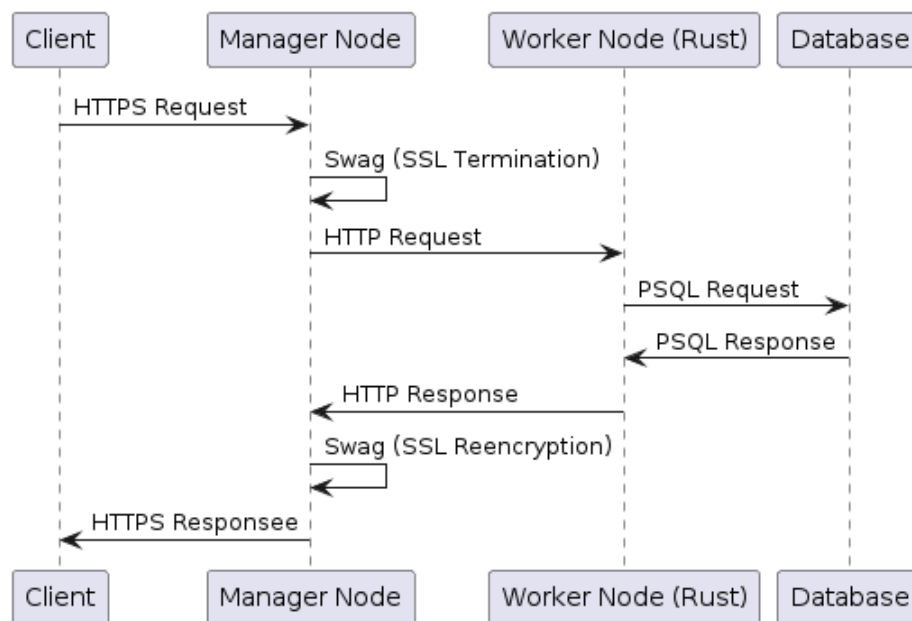 Client Manager Node Worker Node (Rust) Database
HTTPS Request
Swag (SSL Termination)
HTTP Request
PSQL Request
PSQL Response
HTTP Response
Swag (SSL Reencryption)
HTTPS Responsee
Client Manager Node Worker Node (Rust) Database